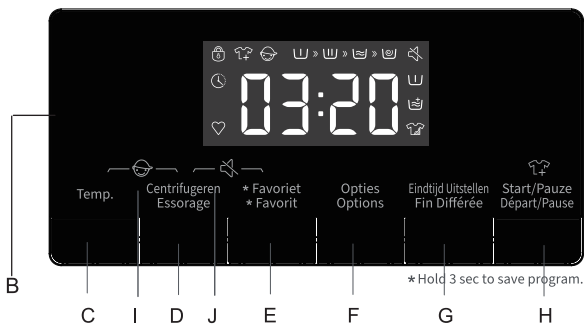 03:20
Temp.
Centrifugeren
Essorage
* Favoriet
* Favorit
Opties
Options
Eindtijd Uitstellen
Fin Différée
Start/Pauze
Départ/Pause
* Hold 3 sec to save program.
B
C I D J E F G H